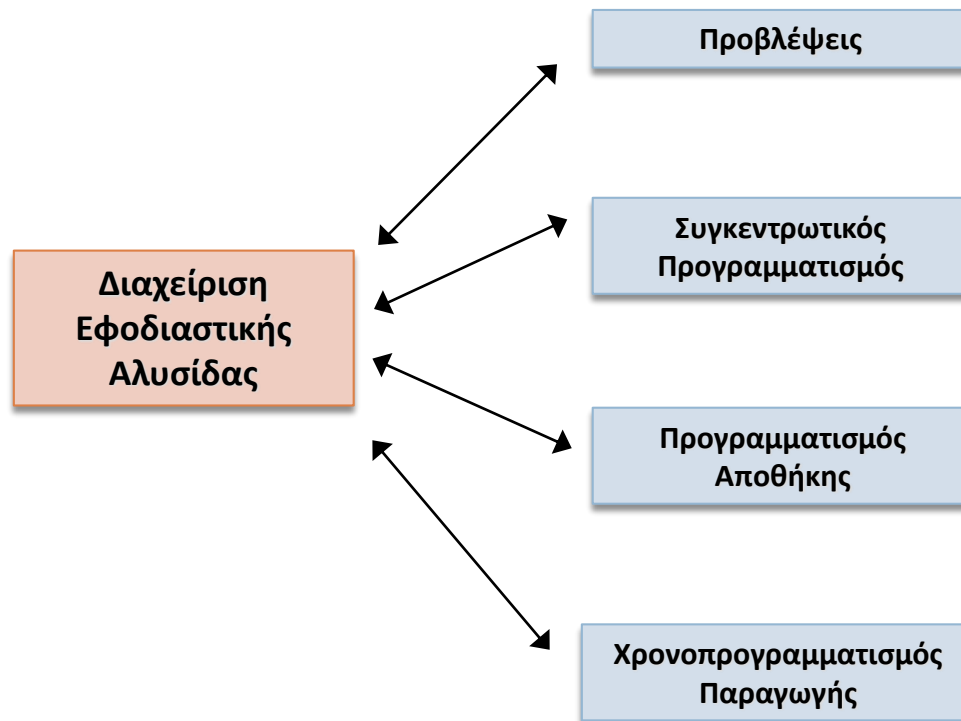 Προβλέψεις
Συγκεντρωτικός
Προγραμματισμός
Διαχείριση
Εφοδιαστικής
Αλυσίδας
Προγραμματισμός
Αποθήκης
Χρονοπρογραμματισμός
Παραγωγής